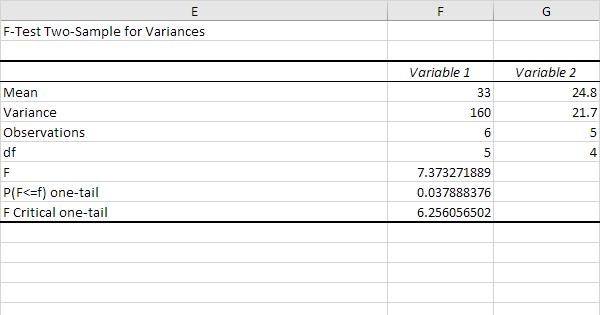 E F G
F-Test Two-Sample for Variances
Variable 1 Variable 2
Mean 33 24.8
Variance 160 21.7
Observations 6 5
df 5 4
F 7.373271889
P(F<=f) one-tail 0.037888376
F Critical one-tail 6.256056502